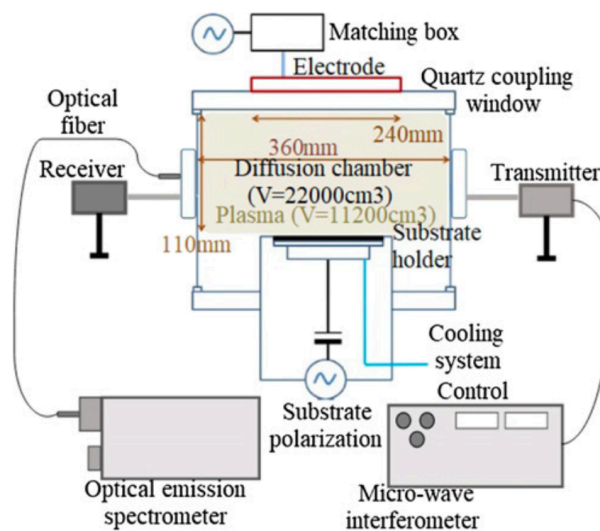 Matching box
Electrode
Quartz coupling
window
Optical
fiber
240mm
360mm
Receiver
Transmitter
Diffusion chamber
(V=22000cm3)
Plasma (V=11200cm3)
110mm
Substrate
holder
Cooling
system
Substrate
polarization
Control
Optical emission
spectrometer
Micro-wave
interferometer